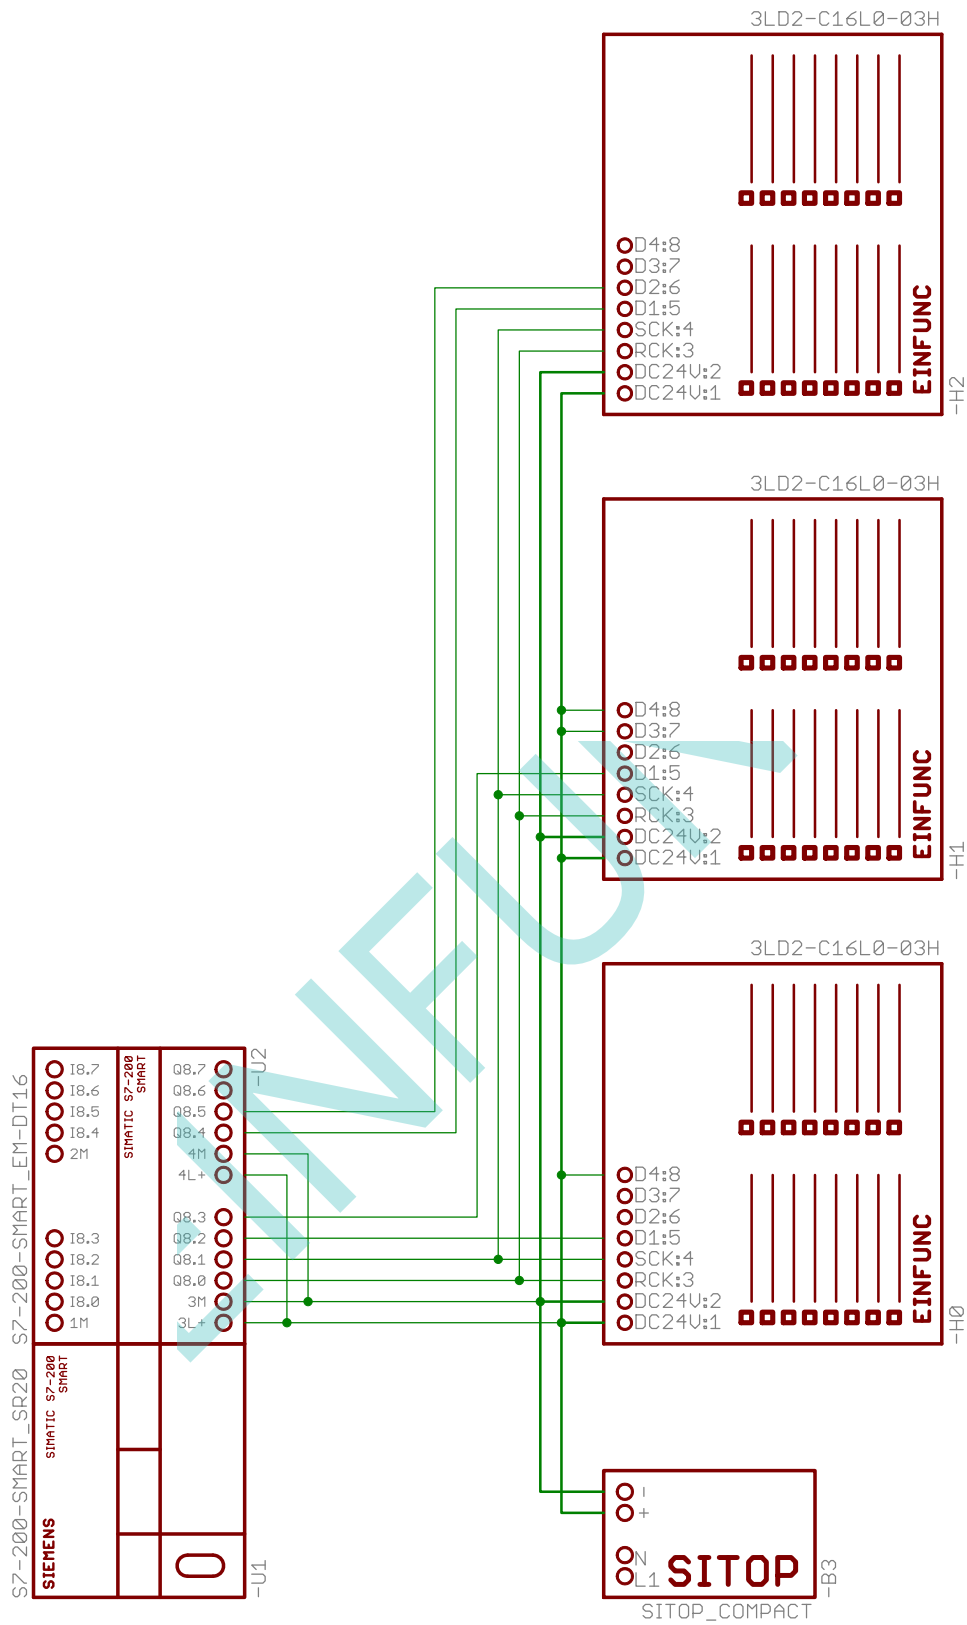 3LD2-C16L0-03H
D4:8
D3:7
D2:6
D1:5
SCK:4
RCK:3
DC24V:2
DC24V:1
EINFUNC
-H2
3LD2-C16L0-03H
D4:8
D3:7
D2:6
D1:5
SCK:4
RCK:3
DC24V:2
DC24V:1
EINFUNC
-H1
3LD2-C16L0-03H
D4:8
D3:7
D2:6
D1:5
SCK:4
RCK:3
DC24V:2
DC24V:1
EINFUNC
-H0
S7-200-SMART_EM-DT16
I8.7
I8.6
I8.5
I8.4
2M
I8.3
I8.2
I8.1
I8.0
1M
SIMATIC S7-200
SMART
Q8.7
Q8.6
Q8.5
Q8.4
4M
4L+
Q8.3
Q8.2
Q8.1
Q8.0
3M
3L+
-U2
S7-200-SMART_SR20
SIMATIC S7-200
SMART
SIEMENS
-U1
-
+
N
L1
SITOP
-B3
SITOP_COMPACT